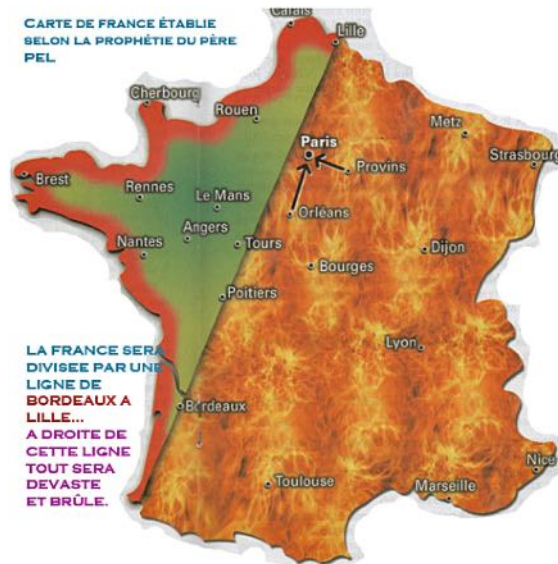 CARTE DE FRANCE ÉTABLIE
SELON LA PROPHÉTIE DU PÈRE
PEL
Calais
Lille
Cherbourg
Rouen
Metz
Paris
Strasbourg
Provins
Brest
Rennes
Le Mans
Orléans
Angers
Nantes
Tours
Dijon
Bourges
Poitiers
Lyon
LA FRANCE SERA
DIVISEE PAR UNE
LIGNE DE
BORDEAUX A
LILLE...
A DROITE DE
CETTE LIGNE
TOUT SERA
DEVASTE
ET BRÛLE.
Bordeaux
Nice
Toulouse
Marseille